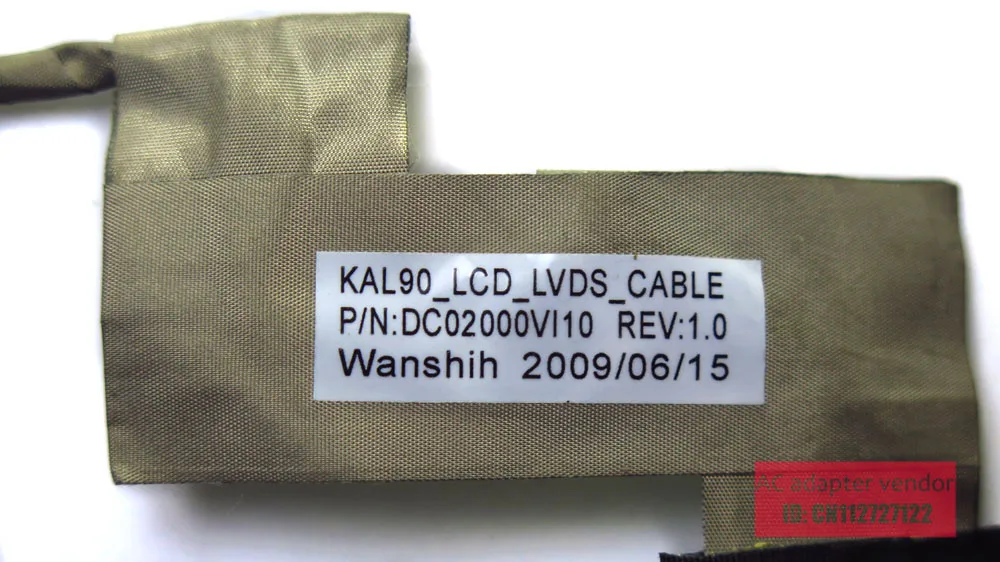 KAL90_LCD_LVDS_CABLE
P/N:DC02000VI10 REV:1.0
Wanshih 2009/06/15
AC adapter vendor
ID: CN112727122